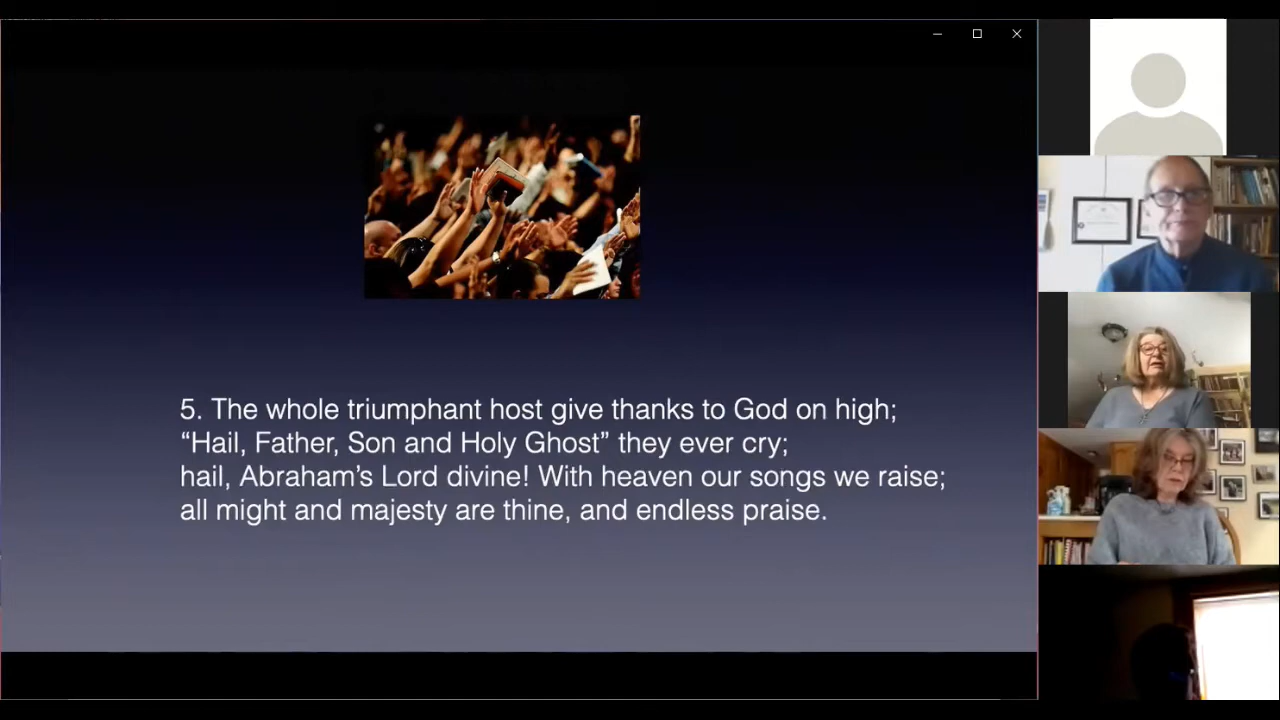 5. The whole triumphant host give thanks to God on high;
“Hail, Father, Son and Holy Ghost” they ever cry;
hail, Abraham’s Lord divine! With heaven our songs we raise;
all might and majesty are thine, and endless praise.